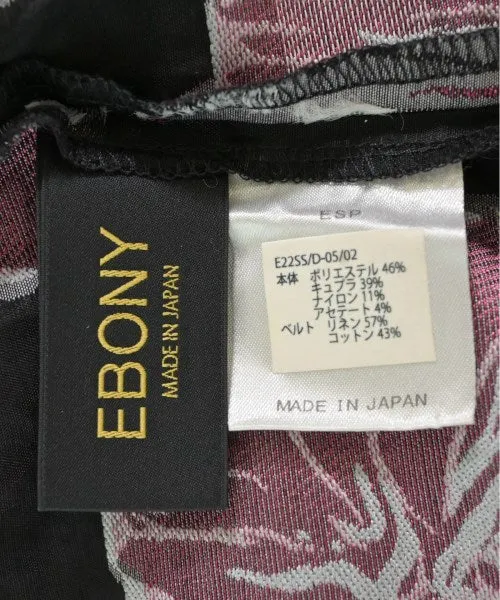 EBONY
MADE IN JAPAN
ESP
E22SS/D-05/02
本体 ポリエステル 46%
キュプラ 39%
ナイロン 11%
アセテート 4%
ベルト リネン 57%
コットン 43%
MADE IN JAPAN